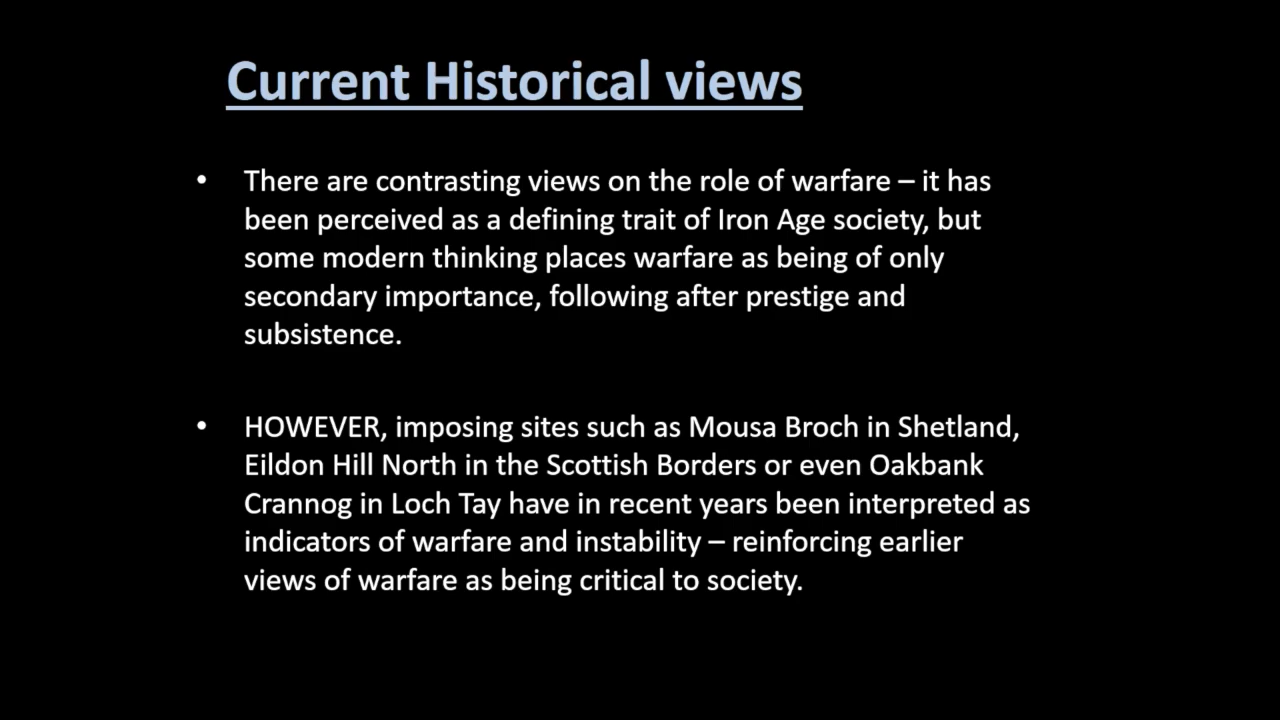 Current Historical views
• There are contrasting views on the role of warfare – it has
been perceived as a defining trait of Iron Age society, but
some modern thinking places warfare as being of only
secondary importance, following after prestige and
subsistence.
• HOWEVER, imposing sites such as Mousa Broch in Shetland,
Eildon Hill North in the Scottish Borders or even Oakbank
Crannog in Loch Tay have in recent years been interpreted as
indicators of warfare and instability – reinforcing earlier
views of warfare as being critical to society.